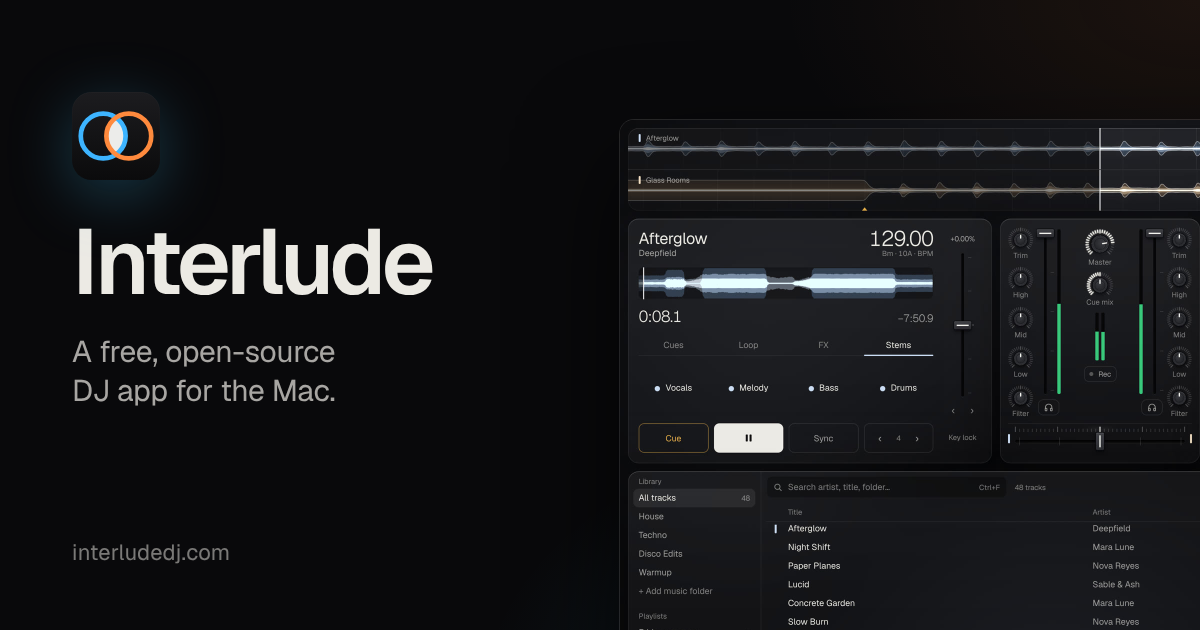 Interlude
A free, open-source
DJ app for the Mac.
interludedj.com
Afterglow
Glass Rooms
Afterglow
Deepfield
129.00
8m · 10A · BPM
+0.00%
0:08.1
−7:50.9
Cues Loop FX Stems
Vocals Melody Bass Drums
Cue Sync ‹ 4 ›
‹ ›
Key lock
Trim Master Trim
High Cue mix High
Mid Mid
Low Rec Low
Filter Filter
Library
All tracks 48
House
Techno
Disco Edits
Warmup
+ Add music folder
Playlists
Search artist, title, folder... Ctrl+F 48 tracks
Title Artist
Afterglow Deepfield
Night Shift Mara Lune
Paper Planes Nova Reyes
Lucid Sable & Ash
Concrete Garden Mara Lune
Slow Burn Nova Reyes